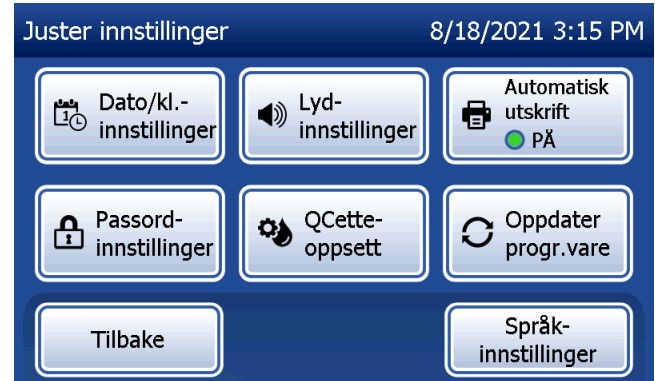 Juster innstillinger 8/18/2021 3:15 PM
Dato/kl.-
innstillinger
Lyd-
innstillinger
Automatisk
utskrift
PÅ
Passord-
innstillinger
QCette-
oppsett
Oppdater
progr.vare
Tilbake
Språk-
innstillinger